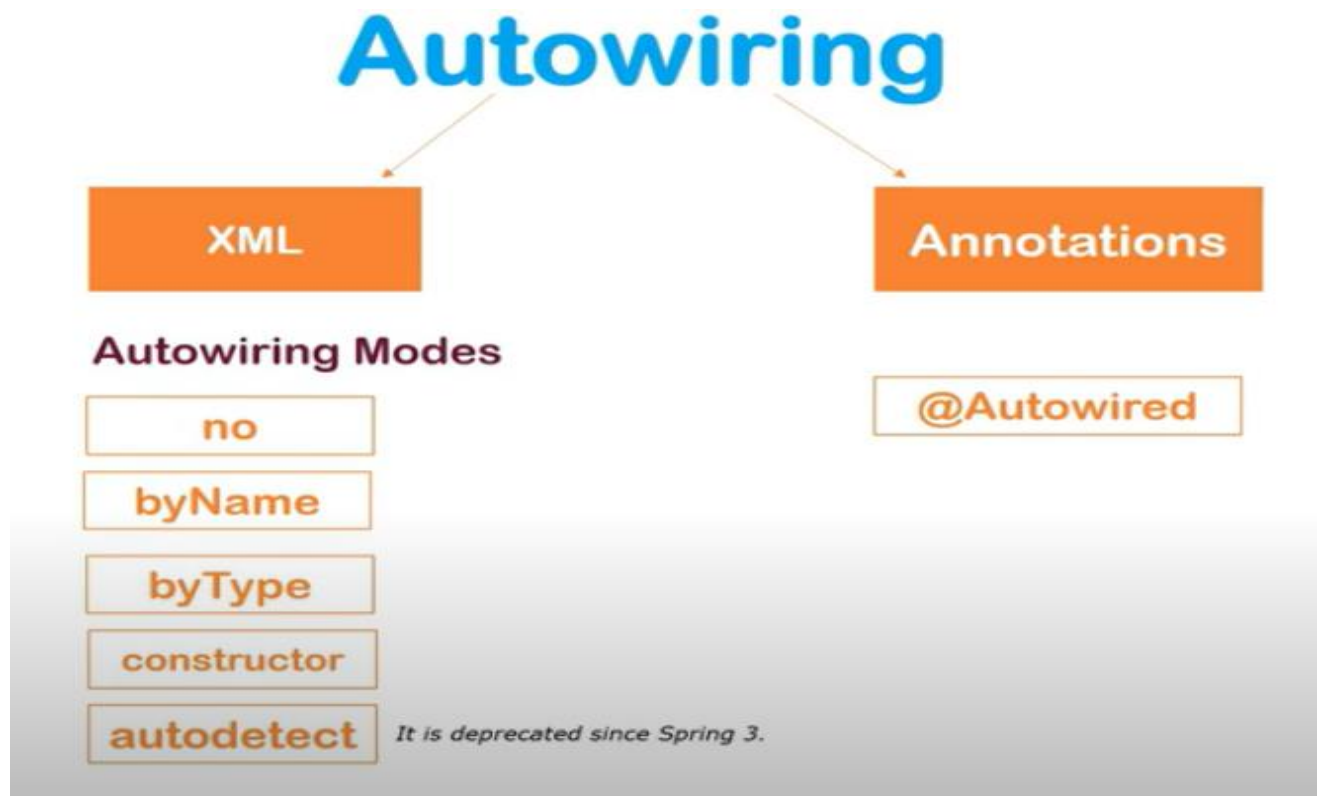 Autowiring
XML
Annotations
Autowiring Modes
no
byName
byType
constructor
autodetect
It is deprecated since Spring 3.
@Autowired